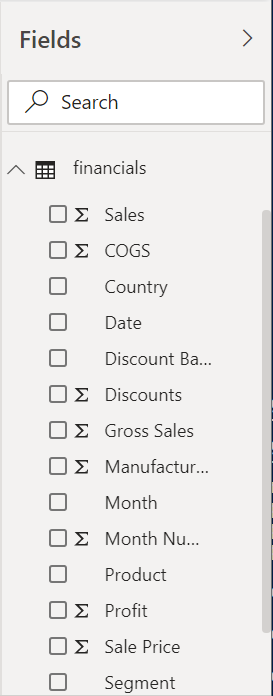 Fields
Search
financials
Σ Sales
Σ COGS
Country
Date
Discount Ba...
Σ Discounts
Σ Gross Sales
Σ Manufactur...
Month
Σ Month Nu...
Product
Σ Profit
Σ Sale Price
Segment